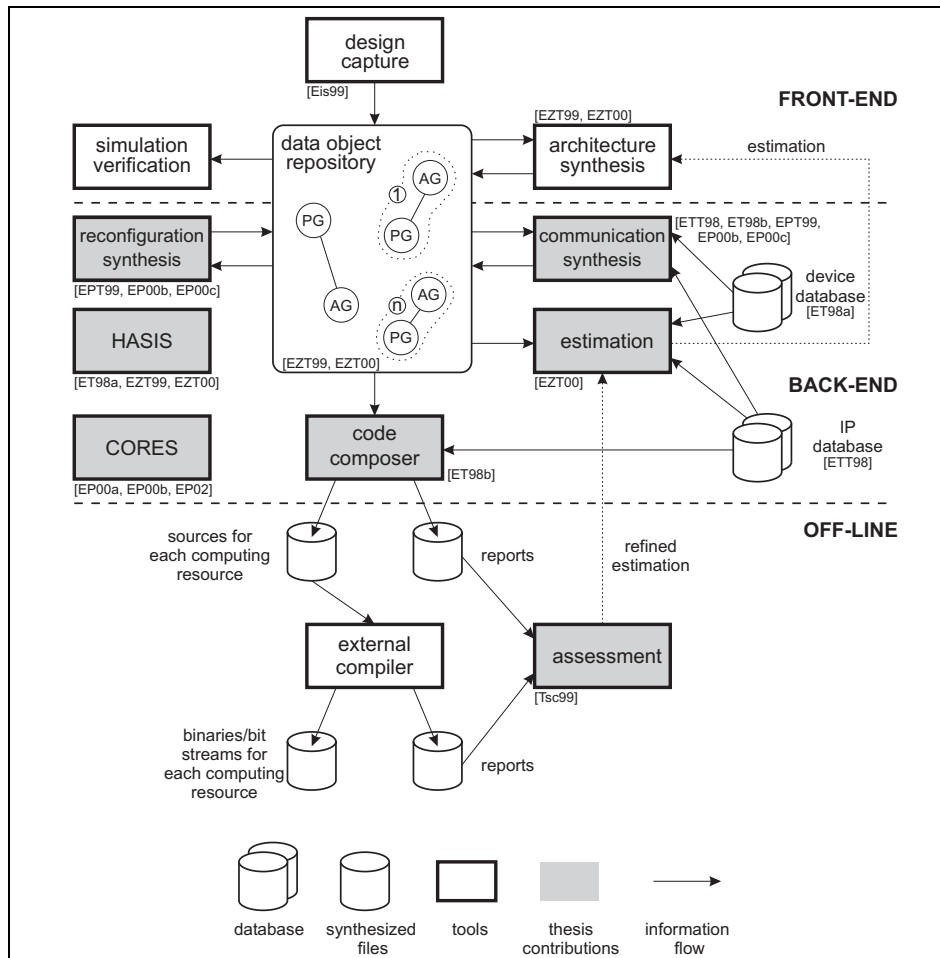 design
capture
[Eis99]
FRONT-END
[EZT99, EZT00]
simulation
verification
data object
repository
architecture
synthesis
estimation
AG
1
PG
PG
AG
AG
n
PG
[EZT99, EZT00]
reconfiguration
synthesis
[EPT99, EP00b, EP00c]
communication
synthesis
[ETT98, ET98b, EPT99,
EP00b, EP00c]
device
database
[ET98a]
HASIS
[ET98a, EZT99, EZT00]
estimation
[EZT00]
BACK-END
CORES
[EP00a, EP00b, EP02]
code
composer
[ET98b]
IP
database
[ETT98]
OFF-LINE
sources for
each computing
resource
reports
refined
estimation
external
compiler
assessment
[Tsc99]
binaries/bit
streams for
each computing
resource
reports
database
synthesized
files
tools
thesis
contributions
information
flow